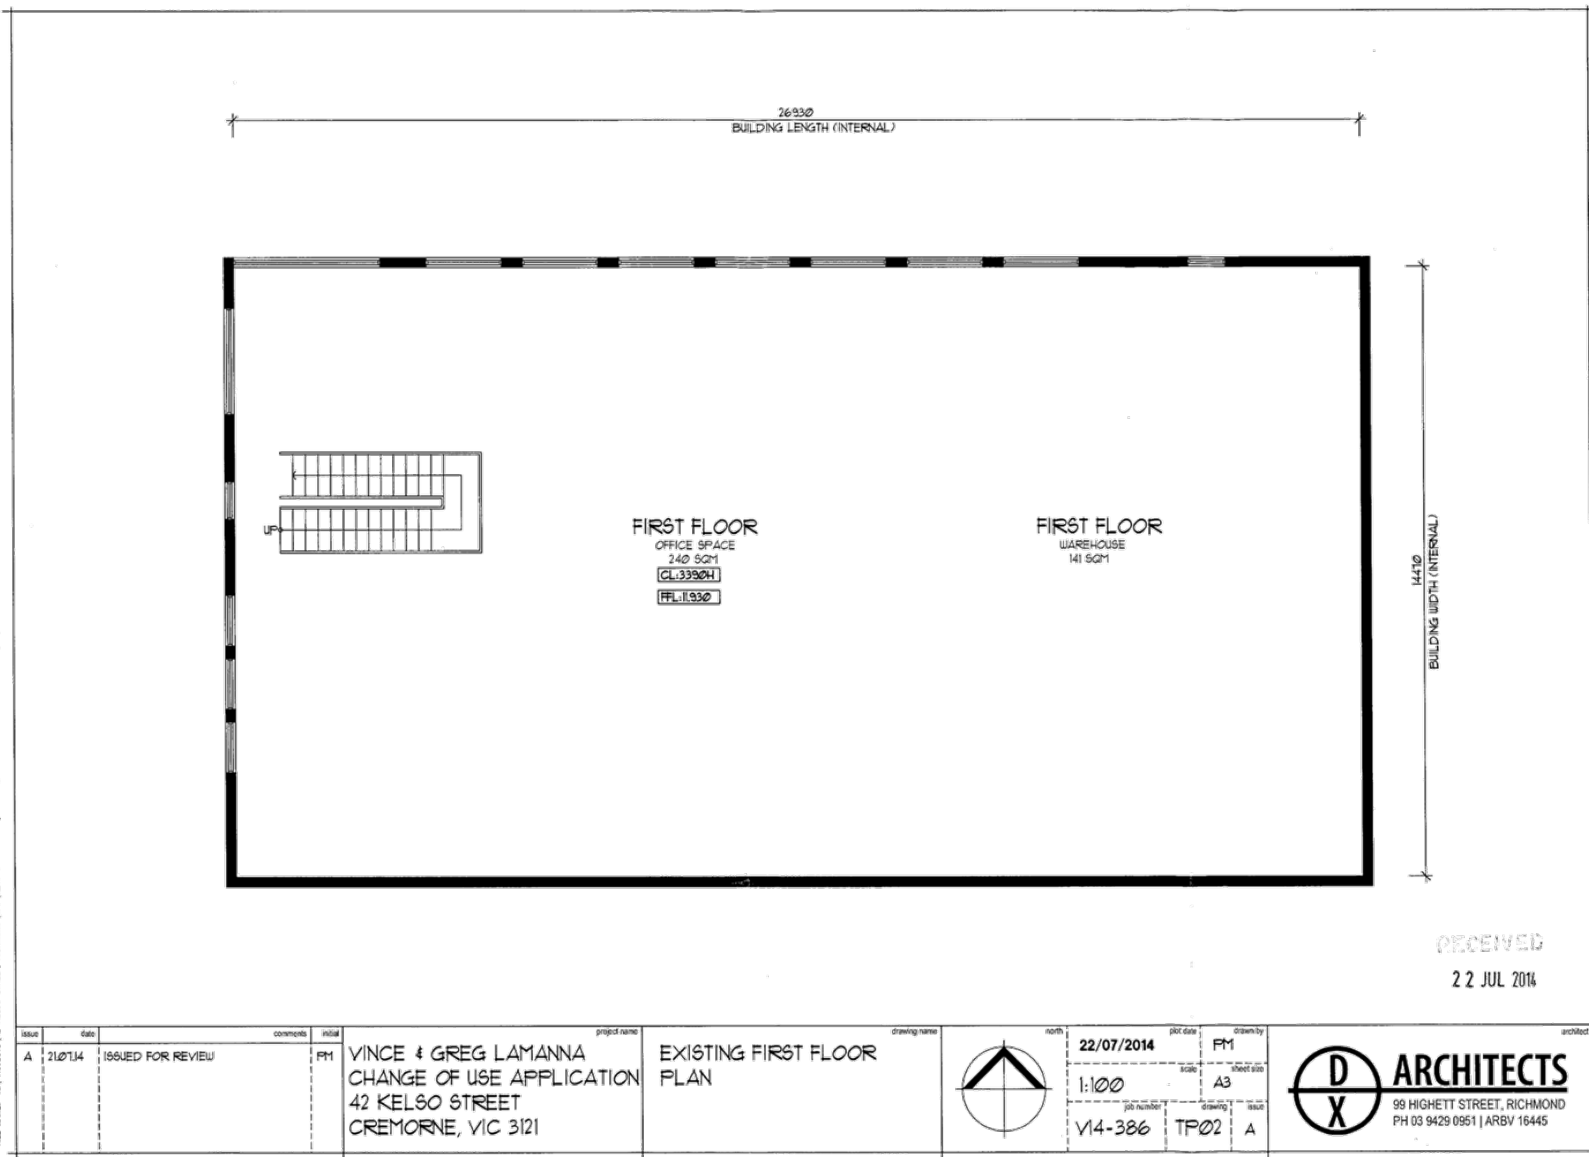 26930
BUILDING LENGTH (INTERNAL)
UP
FIRST FLOOR
OFFICE SPACE
240 SQM
CL:3390H
FFL:11.930
FIRST FLOOR
WAREHOUSE
141 SQM
14410
BUILDING WIDTH (INTERNAL)
RECEIVED
22 JUL 2014
issue date comments initial
A 21.07.14 ISSUED FOR REVIEW PM
project name
VINCE & GREG LAMANNA
CHANGE OF USE APPLICATION
42 KELSO STREET
CREMORNE, VIC 3121
drawing name
EXISTING FIRST FLOOR
PLAN
north
plot date drawn by
22/07/2014 PM
scale sheet size
1:100 A3
job number drawing issue
V14-386 TP02 A
architect
D X
ARCHITECTS
99 HIGHETT STREET, RICHMOND
PH 03 9429 0951 | ARBV 16445